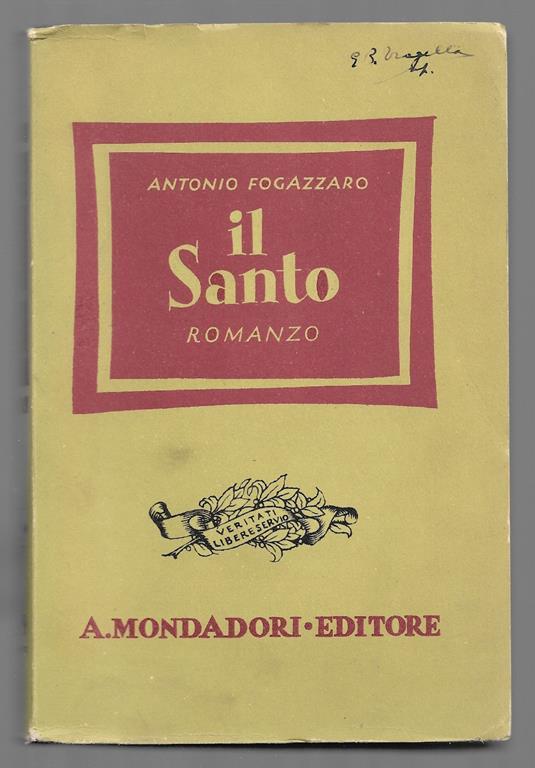 G. B.
ANTONIO FOGAZZARO
il
Santo
ROMANZO
VERITATI
LIBERE SERVIO
A. MONDADORI • EDITORE